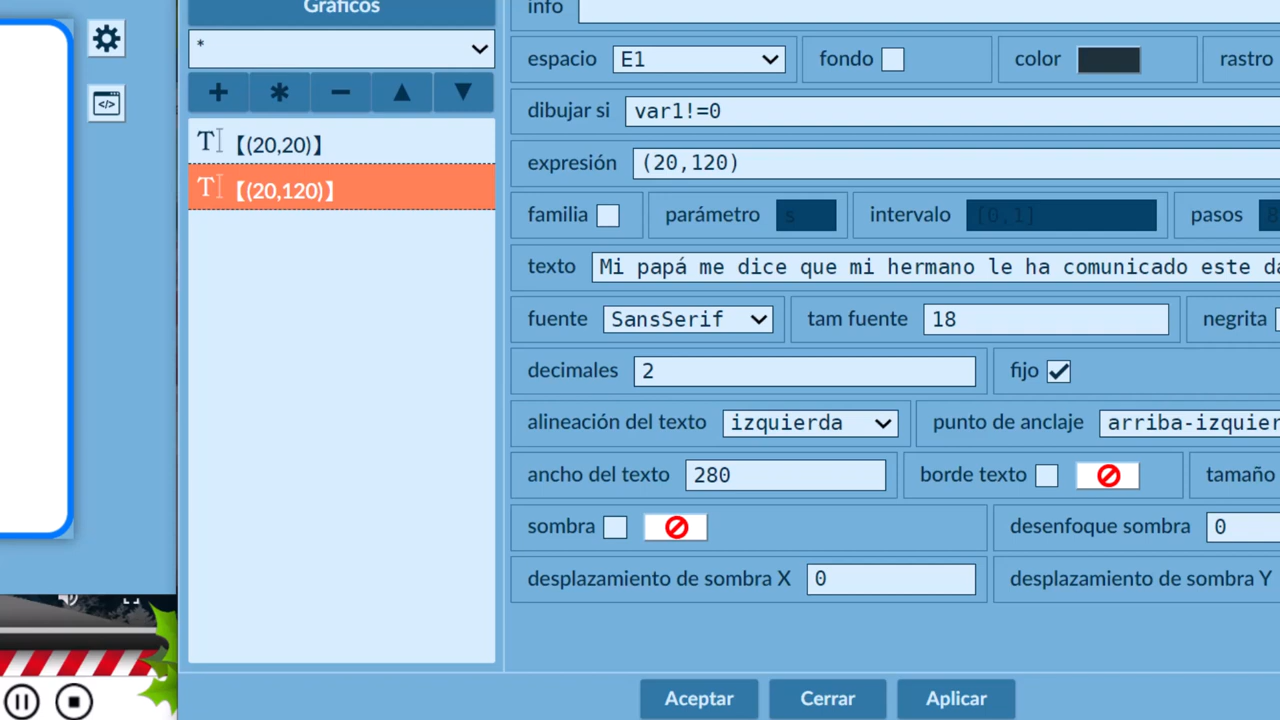 Gráficos
info
*
espacio E1 fondo color rastro
+ * − ▲ ▼
dibujar si var1!=0
T 【(20,20)】
expresión (20,120)
T 【(20,120)】
familia parámetro s intervalo [0,1] pasos 8
texto Mi papá me dice que mi hermano le ha comunicado este
fuente SansSerif tam fuente 18 negrita
decimales 2 fijo
alineación del texto izquierda punto de anclaje arriba-izquier
ancho del texto 280 borde texto tamaño
sombra desenfoque sombra 0
desplazamiento de sombra X 0 desplazamiento de sombra Y
Aceptar Cerrar Aplicar